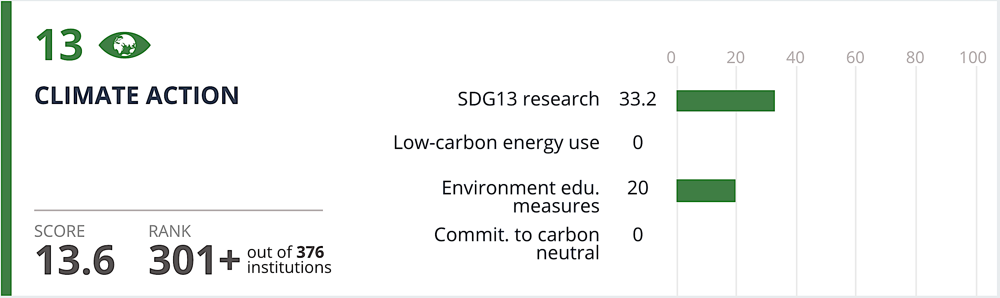 13
CLIMATE ACTION
SCORE
13.6
RANK
301+ out of 376
institutions
0 20 40 60 80 100
SDG13 research 33.2
Low-carbon energy use 0
Environment edu. 20
measures
Commit. to carbon 0
neutral